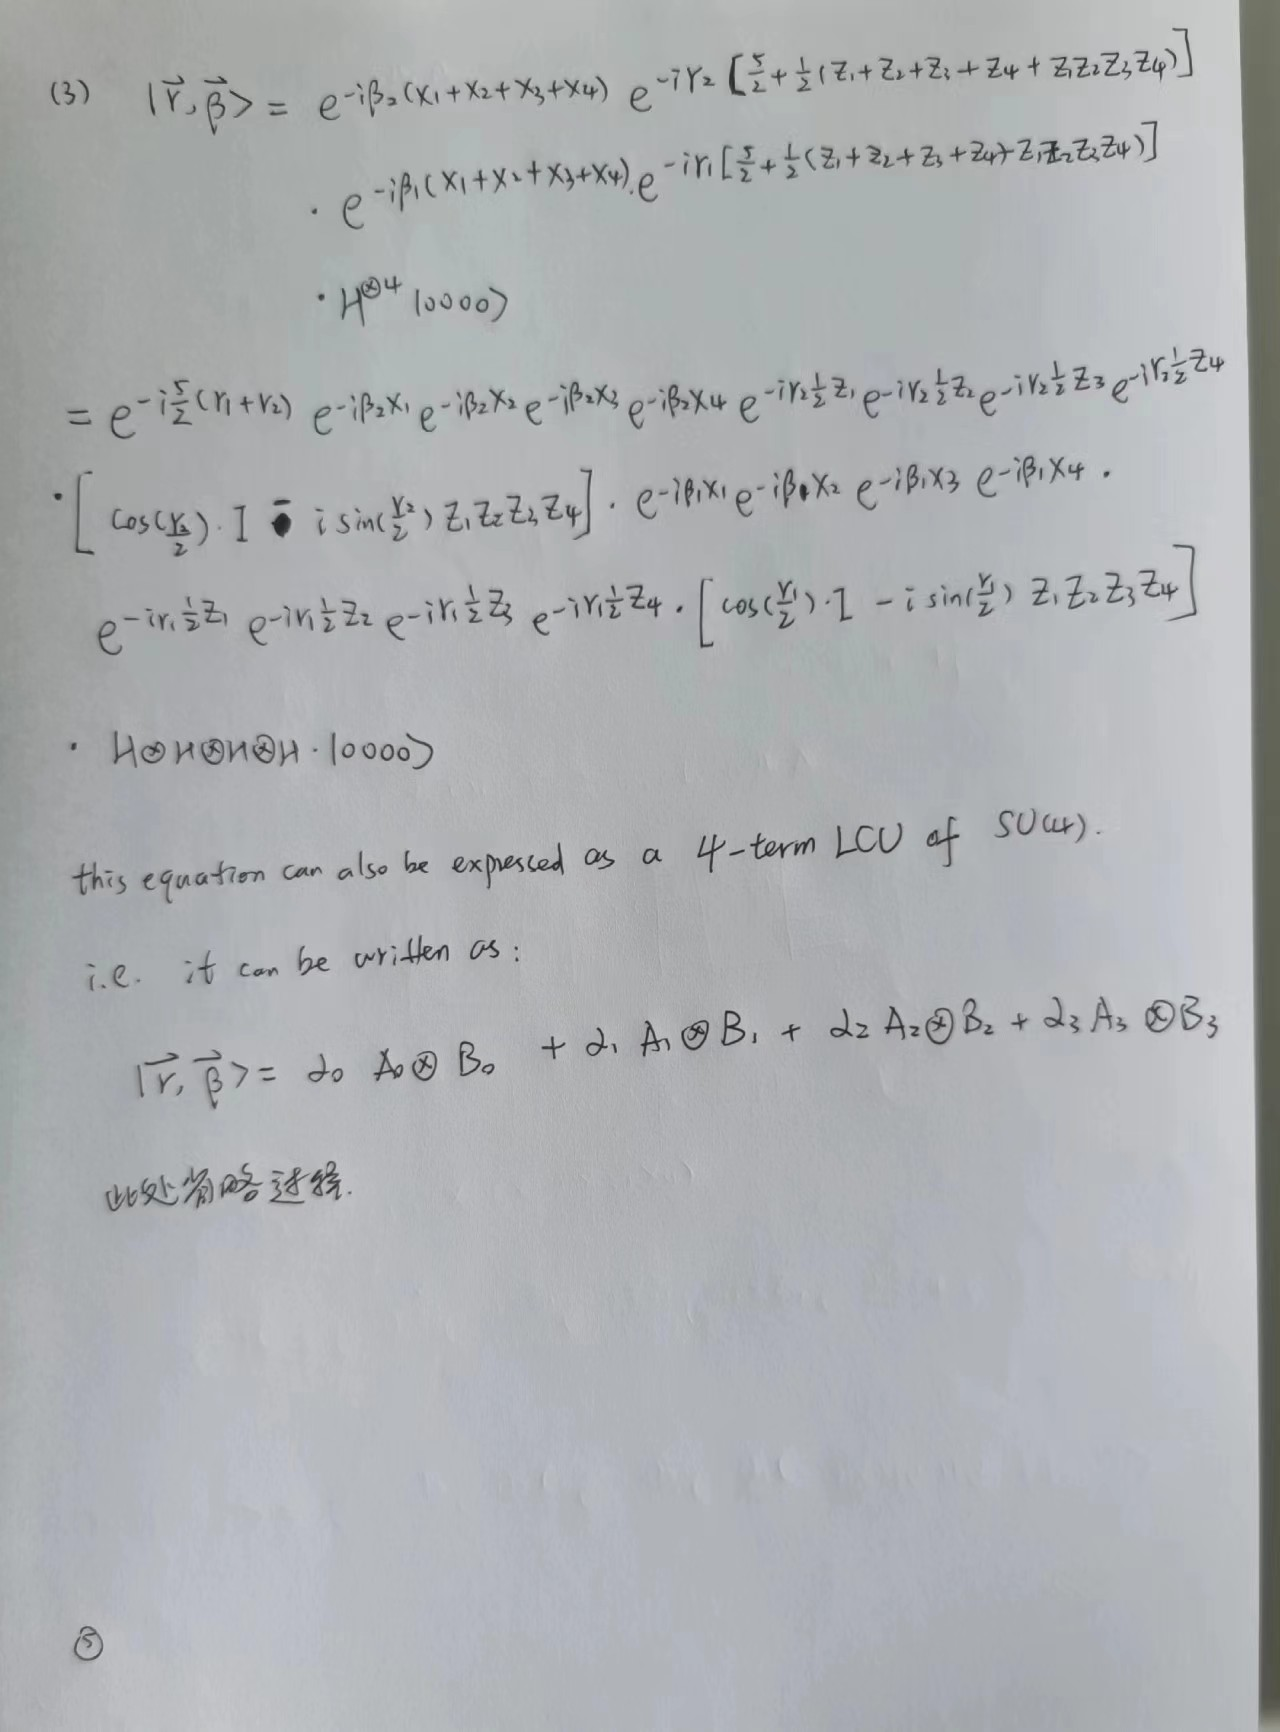 (3) |γ⃗,β⃗> = e^{-iβ₂(X₁+X₂+X₃+X₄)} e^{-iγ₂[5/2+1/2(Z₁+Z₂+Z₃+Z₄+Z₁Z₂Z₃Z₄)]}
· e^{-iβ₁(X₁+X₂+X₃+X₄)}·e^{-iγ₁[5/2+1/2(Z₁+Z₂+Z₃+Z₄+Z₁Z₂Z₃Z₄)]}
· H^{⊗4} |0000>
= e^{-i5/2(γ₁+γ₂)} e^{-iβ₂X₁} e^{-iβ₂X₂} e^{-iβ₂X₃} e^{-iβ₂X₄} e^{-iγ₂1/2Z₁} e^{-iγ₂1/2Z₂} e^{-iγ₂1/2Z₃} e^{-iγ₂1/2Z₄}
· [cos(γ₂/2)·I - i sin(γ₂/2) Z₁Z₂Z₃Z₄] · e^{-iβ₁X₁} e^{-iβ₁X₂} e^{-iβ₁X₃} e^{-iβ₁X₄} ·
e^{-iγ₁1/2Z₁} e^{-iγ₁1/2Z₂} e^{-iγ₁1/2Z₃} e^{-iγ₁1/2Z₄} · [cos(γ₁/2)·I - i sin(γ₁/2) Z₁Z₂Z₃Z₄]
· H⊗H⊗H⊗H·|0000>
this equation can also be expressed as a 4-term LCU of SU(4).
i.e. it can be written as:
|γ⃗,β⃗> = α₀ A₀⊗B₀ + α₁ A₁⊗B₁ + α₂ A₂⊗B₂ + α₃ A₃⊗B₃
此处省略过程.
⑤